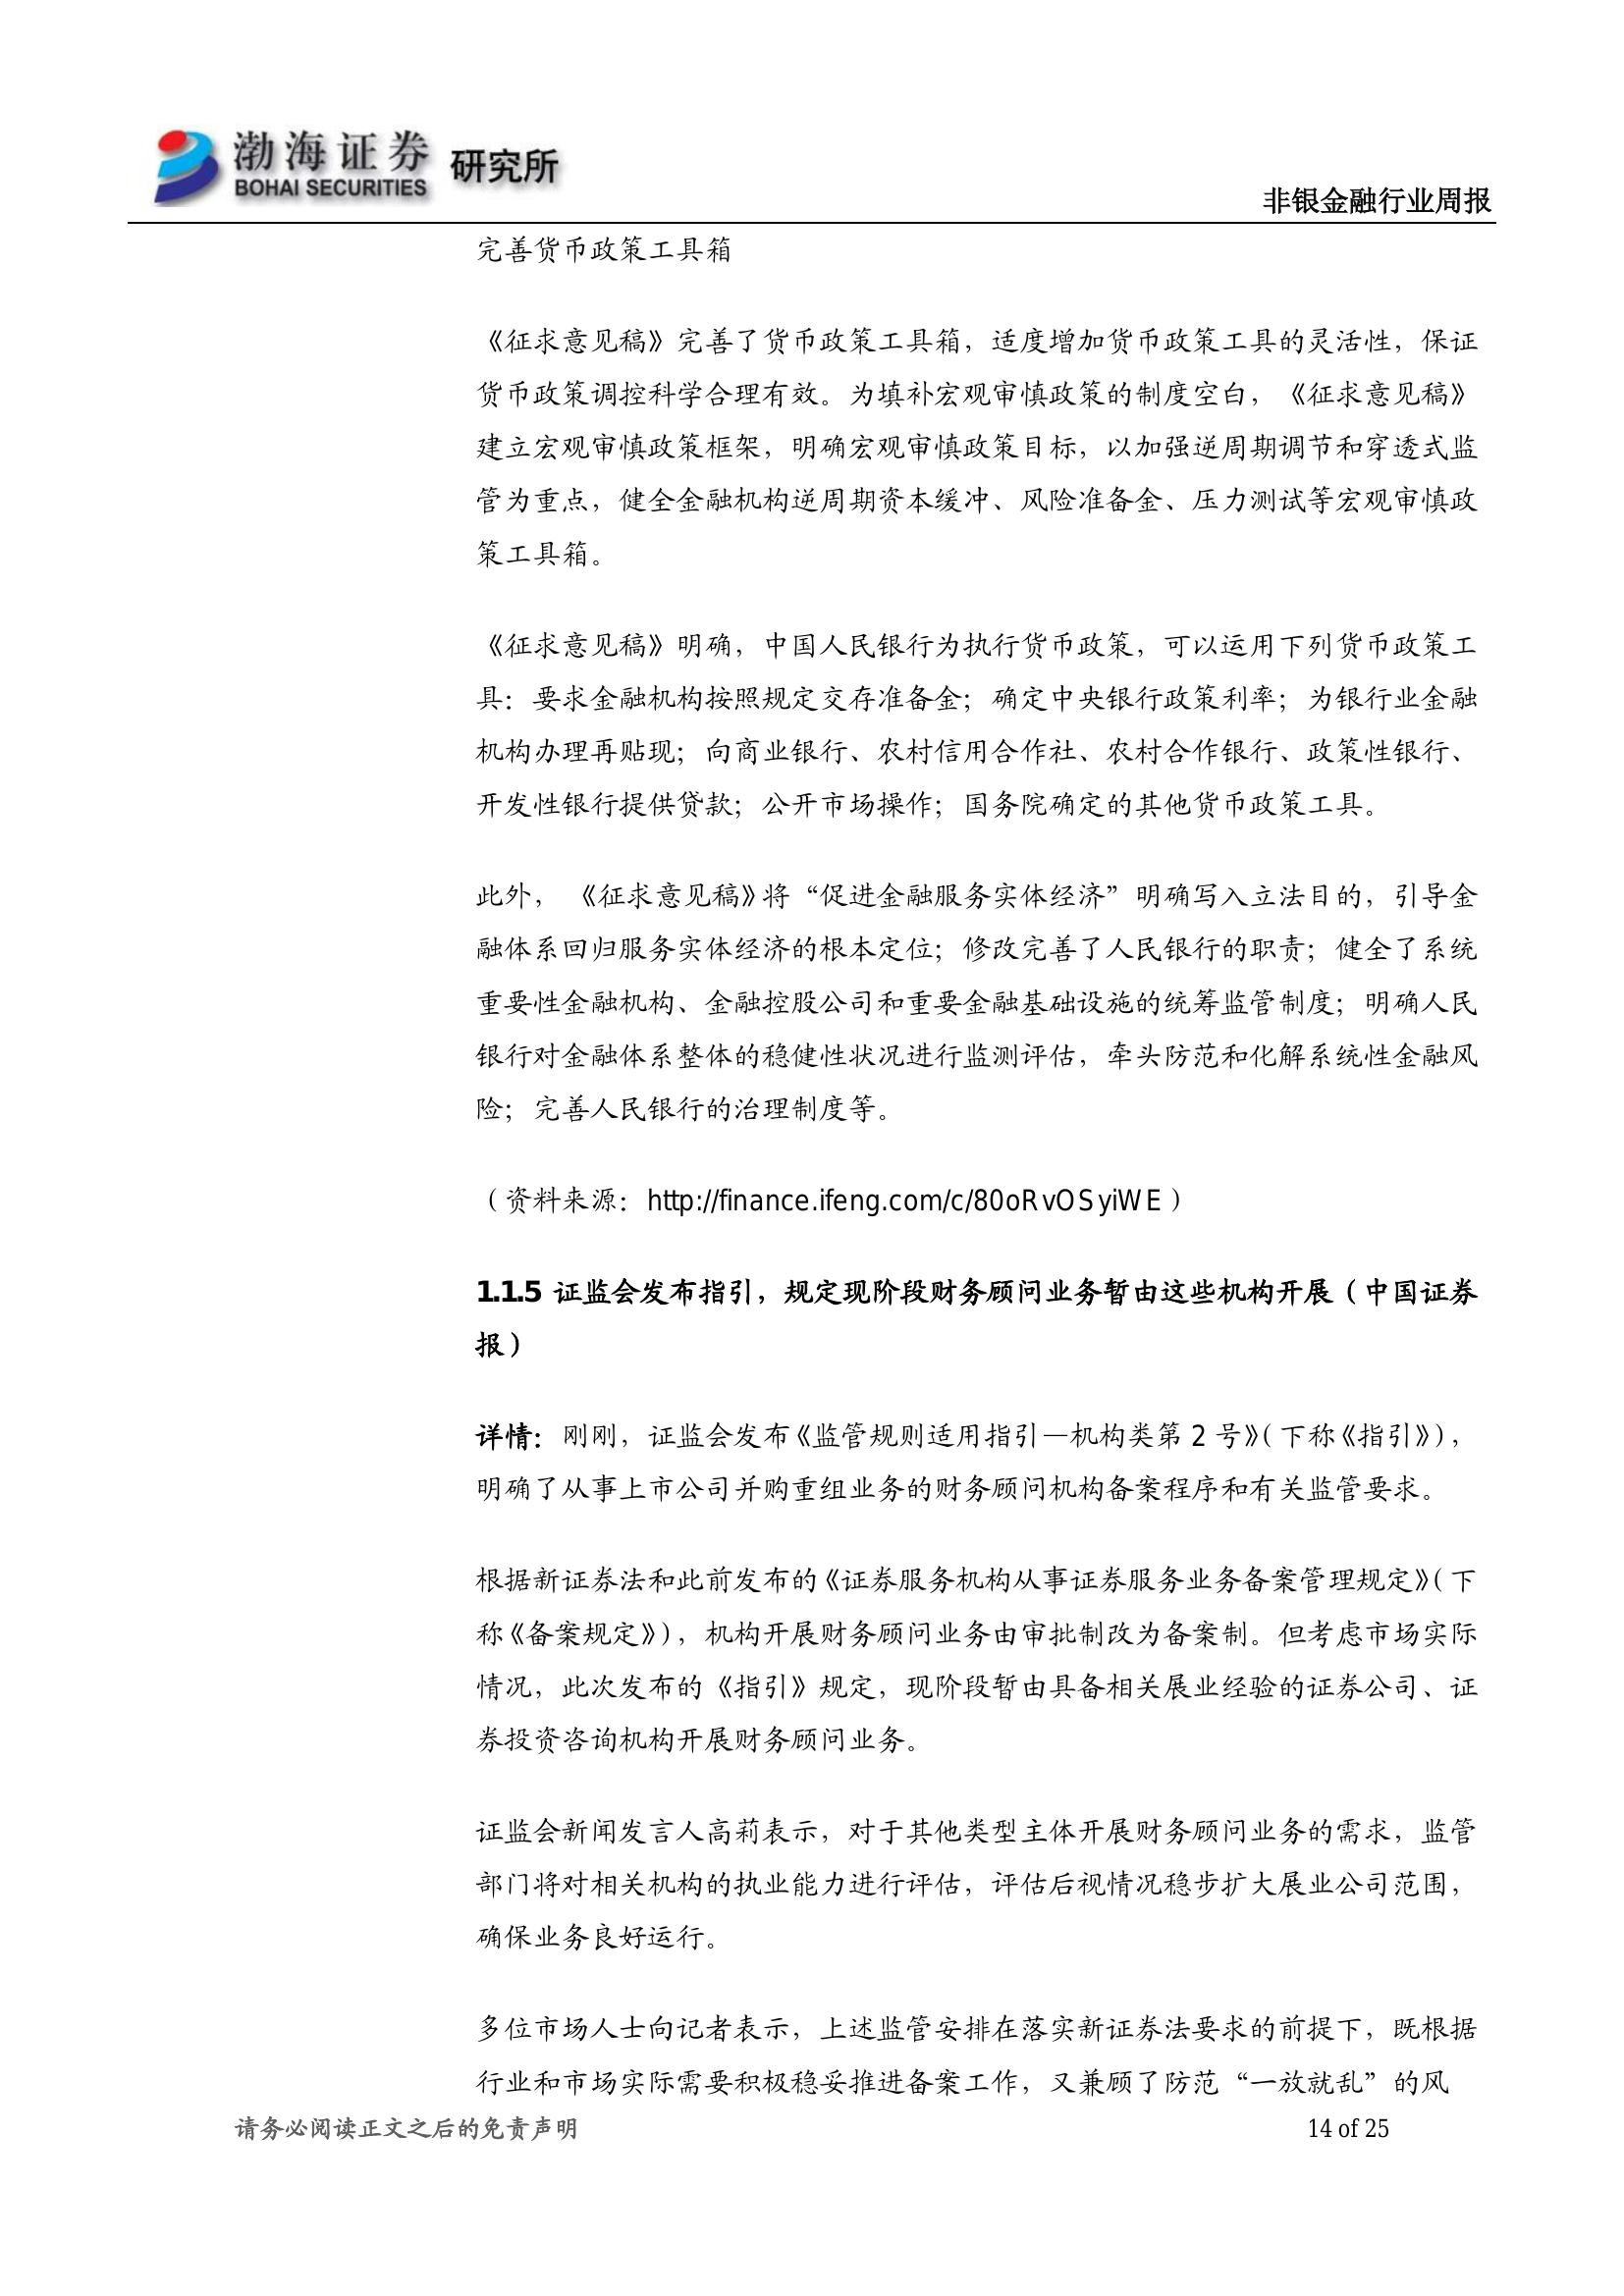 渤海证券 研究所
BOHAI SECURITIES
非银金融行业周报
完善货币政策工具箱
《征求意见稿》完善了货币政策工具箱，适度增加货币政策工具的灵活性，保证
货币政策调控科学合理有效。为填补宏观审慎政策的制度空白，《征求意见稿》
建立宏观审慎政策框架，明确宏观审慎政策目标，以加强逆周期调节和穿透式监
管为重点，健全金融机构逆周期资本缓冲、风险准备金、压力测试等宏观审慎政
策工具箱。
《征求意见稿》明确，中国人民银行为执行货币政策，可以运用下列货币政策工
具：要求金融机构按照规定交存准备金；确定中央银行政策利率；为银行业金融
机构办理再贴现；向商业银行、农村信用合作社、农村合作银行、政策性银行、
开发性银行提供贷款；公开市场操作；国务院确定的其他货币政策工具。
此外，《征求意见稿》将“促进金融服务实体经济”明确写入立法目的，引导金
融体系回归服务实体经济的根本定位；修改完善了人民银行的职责；健全了系统
重要性金融机构、金融控股公司和重要金融基础设施的统筹监管制度；明确人民
银行对金融体系整体的稳健性状况进行监测评估，牵头防范和化解系统性金融风
险；完善人民银行的治理制度等。
（资料来源：http://finance.ifeng.com/c/80oRvOSyiWE）
1.1.5 证监会发布指引，规定现阶段财务顾问业务暂由这些机构开展（中国证券
报）
详情：刚刚，证监会发布《监管规则适用指引—机构类第 2 号》（下称《指引》），
明确了从事上市公司并购重组业务的财务顾问机构备案程序和有关监管要求。
根据新证券法和此前发布的《证券服务机构从事证券服务业务备案管理规定》（下
称《备案规定》），机构开展财务顾问业务由审批制改为备案制。但考虑市场实际
情况，此次发布的《指引》规定，现阶段暂由具备相关展业经验的证券公司、证
券投资咨询机构开展财务顾问业务。
证监会新闻发言人高莉表示，对于其他类型主体开展财务顾问业务的需求，监管
部门将对相关机构的执业能力进行评估，评估后视情况稳步扩大展业公司范围，
确保业务良好运行。
多位市场人士向记者表示，上述监管安排在落实新证券法要求的前提下，既根据
行业和市场实际需要积极稳妥推进备案工作，又兼顾了防范“一放就乱”的风
请务必阅读正文之后的免责声明
14 of 25